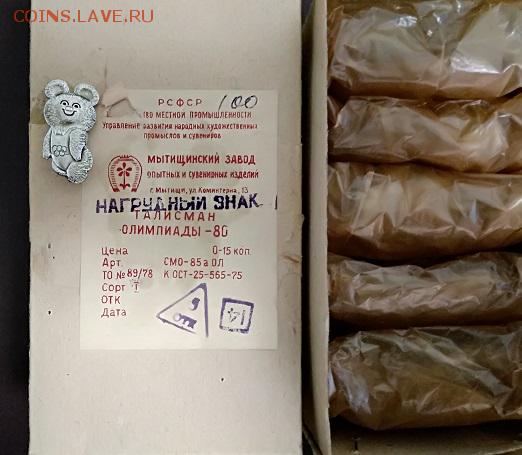 COINS.LAVE.RU
РСФСР 100
МЕСТНОЙ ПРОМЫШЛЕННОСТИ
Управление развития народных художественных
промыслов и сувениров
МЫТИЩИНСКИЙ ЗАВОД
опытных и сувенирных изделий
г. Мытищи, ул. Коминтерна, 13
НАГРУДНЫЙ ЗНАК
ТАЛИСМАН
ОЛИМПИАДЫ-80
Цена 0-15 коп.
Арт. СМО-85а ОЛ
ТО № 89/78 К ОСТ-25-565-75
Сорт I
ОТК
Дата
14